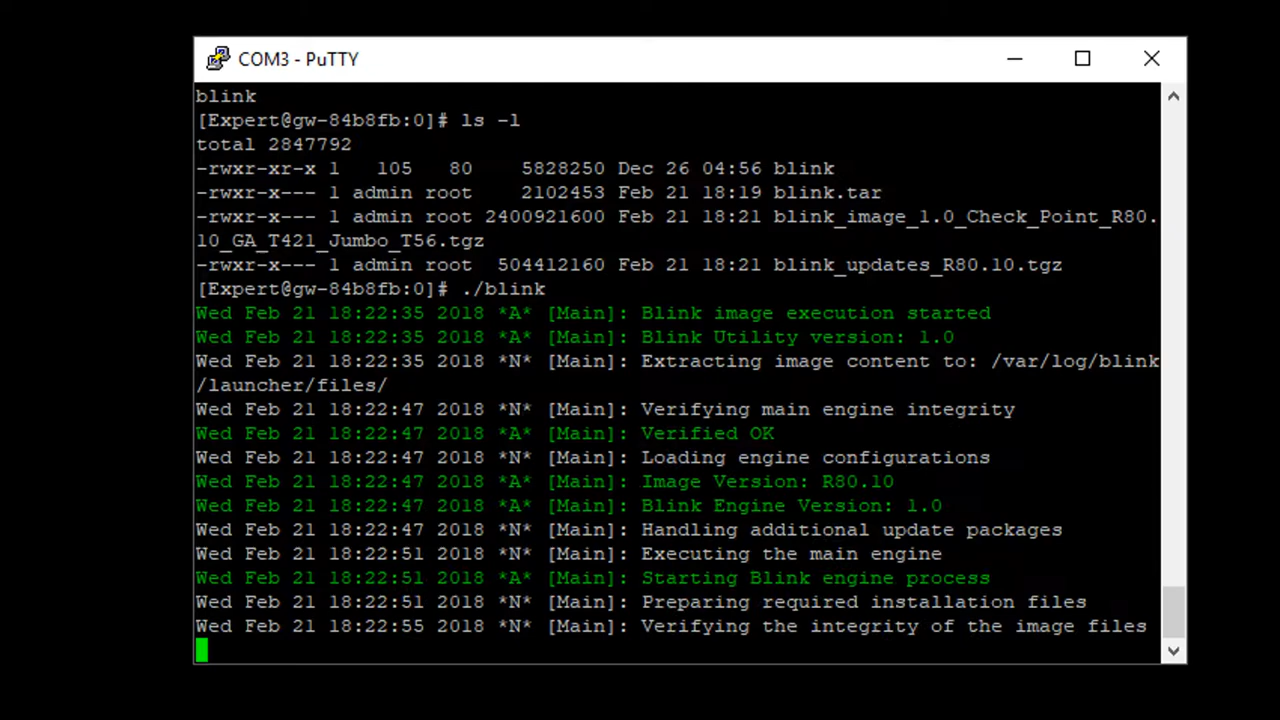 COM3 - PuTTY
blink
[Expert@gw-84b8fb:0]# ls -l
total 2847792
-rwxr-xr-x 1   105   80    5828250 Dec 26 04:56 blink
-rwxr-x--- 1 admin root    2102453 Feb 21 18:19 blink.tar
-rwxr-x--- 1 admin root 2400921600 Feb 21 18:21 blink_image_1.0_Check_Point_R80.
10_GA_T421_Jumbo_T56.tgz
-rwxr-x--- 1 admin root  504412160 Feb 21 18:21 blink_updates_R80.10.tgz
[Expert@gw-84b8fb:0]# ./blink
Wed Feb 21 18:22:35 2018 *A* [Main]: Blink image execution started
Wed Feb 21 18:22:35 2018 *A* [Main]: Blink Utility version: 1.0
Wed Feb 21 18:22:35 2018 *N* [Main]: Extracting image content to: /var/log/blink
/launcher/files/
Wed Feb 21 18:22:47 2018 *N* [Main]: Verifying main engine integrity
Wed Feb 21 18:22:47 2018 *A* [Main]: Verified OK
Wed Feb 21 18:22:47 2018 *N* [Main]: Loading engine configurations
Wed Feb 21 18:22:47 2018 *A* [Main]: Image Version: R80.10
Wed Feb 21 18:22:47 2018 *A* [Main]: Blink Engine Version: 1.0
Wed Feb 21 18:22:47 2018 *N* [Main]: Handling additional update packages
Wed Feb 21 18:22:51 2018 *N* [Main]: Executing the main engine
Wed Feb 21 18:22:51 2018 *A* [Main]: Starting Blink engine process
Wed Feb 21 18:22:51 2018 *N* [Main]: Preparing required installation files
Wed Feb 21 18:22:55 2018 *N* [Main]: Verifying the integrity of the image files